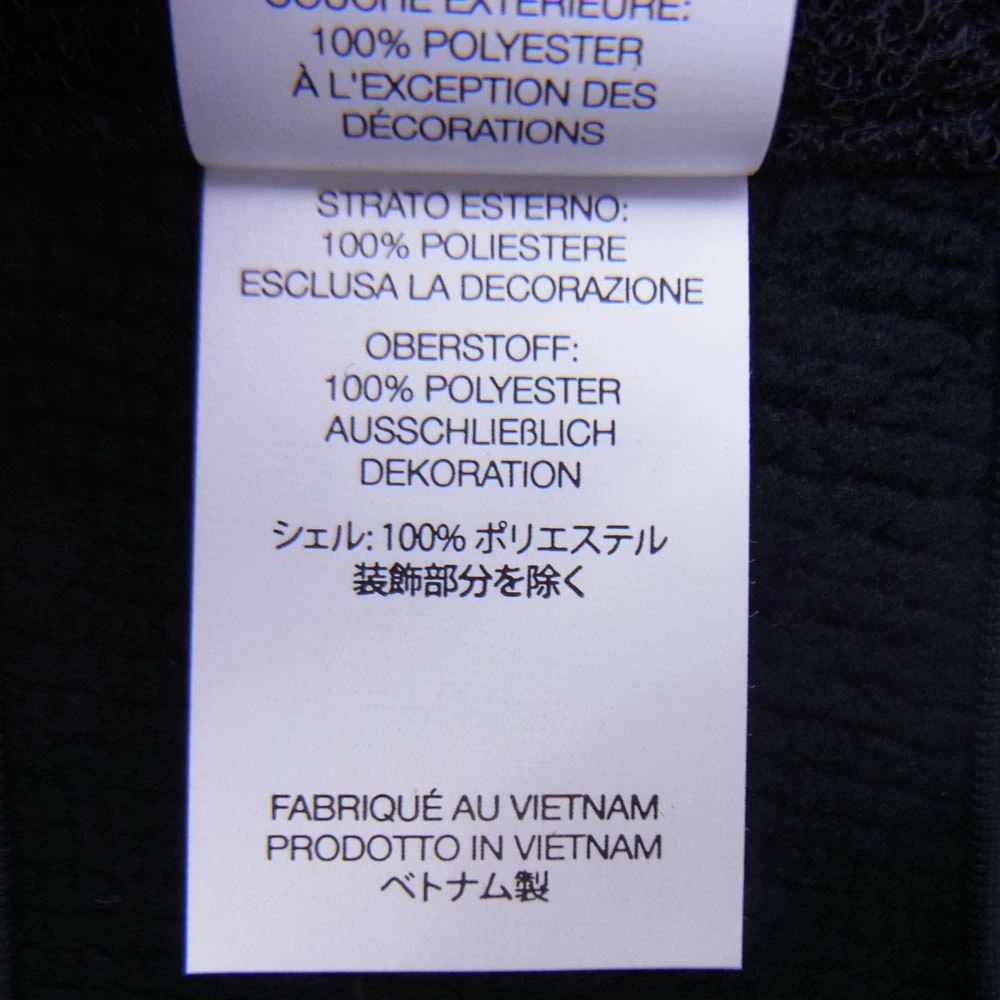 COUCHE EXTÉRIEURE:
100% POLYESTER
À L'EXCEPTION DES
DÉCORATIONS
STRATO ESTERNO:
100% POLIESTERE
ESCLUSA LA DECORAZIONE
OBERSTOFF:
100% POLYESTER
AUSSCHLIEßLICH
DEKORATION
シェル: 100% ポリエステル
装飾部分を除く
FABRIQUÉ AU VIETNAM
PRODOTTO IN VIETNAM
ベトナム製